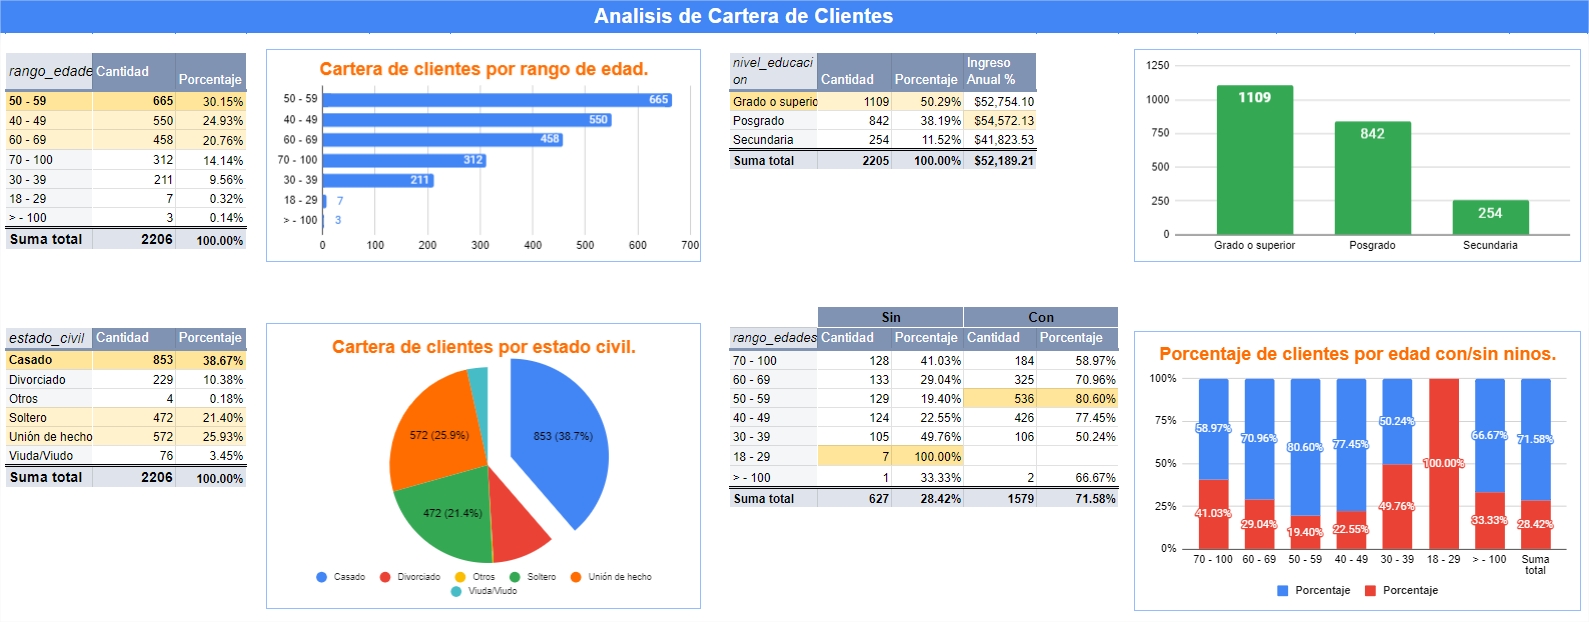 Analisis de Cartera de Clientes
rango_edade Cantidad Porcentaje
50 - 59 665 30.15%
40 - 49 550 24.93%
60 - 69 458 20.76%
70 - 100 312 14.14%
30 - 39 211 9.56%
18 - 29 7 0.32%
> - 100 3 0.14%
Suma total 2206 100.00%
Cartera de clientes por rango de edad.
50 - 59 665
40 - 49 550
60 - 69 458
70 - 100 312
30 - 39 211
18 - 29 7
> - 100 3
0 100 200 300 400 500 600 700
nivel_educaci
on Cantidad Porcentaje Ingreso
Anual %
Grado o superio 1109 50.29% $52,754.10
Posgrado 842 38.19% $54,572.13
Secundaria 254 11.52% $41,823.53
Suma total 2205 100.00% $52,189.21
1250
1000
750
500
250
0
1109
842
254
Grado o superior Posgrado Secundaria
estado_civil Cantidad Porcentaje
Casado 853 38.67%
Divorciado 229 10.38%
Otros 4 0.18%
Soltero 472 21.40%
Unión de hecho 572 25.93%
Viuda/Viudo 76 3.45%
Suma total 2206 100.00%
Cartera de clientes por estado civil.
572 (25.9%) 853 (38.7%)
472 (21.4%)
Casado Divorciado Otros Soltero Unión de hecho
Viuda/Viudo
Sin Con
rango_edades Cantidad Porcentaje Cantidad Porcentaje
70 - 100 128 41.03% 184 58.97%
60 - 69 133 29.04% 325 70.96%
50 - 59 129 19.40% 536 80.60%
40 - 49 124 22.55% 426 77.45%
30 - 39 105 49.76% 106 50.24%
18 - 29 7 100.00%
> - 100 1 33.33% 2 66.67%
Suma total 627 28.42% 1579 71.58%
Porcentaje de clientes por edad con/sin ninos.
100%
75%
50%
25%
0%
58.97% 70.96% 80.60% 77.45% 50.24% 100.00% 66.67% 71.58%
41.03% 29.04% 19.40% 22.55% 49.76% 33.33% 28.42%
70 - 100 60 - 69 50 - 59 40 - 49 30 - 39 18 - 29 > - 100 Suma
total
Porcentaje Porcentaje